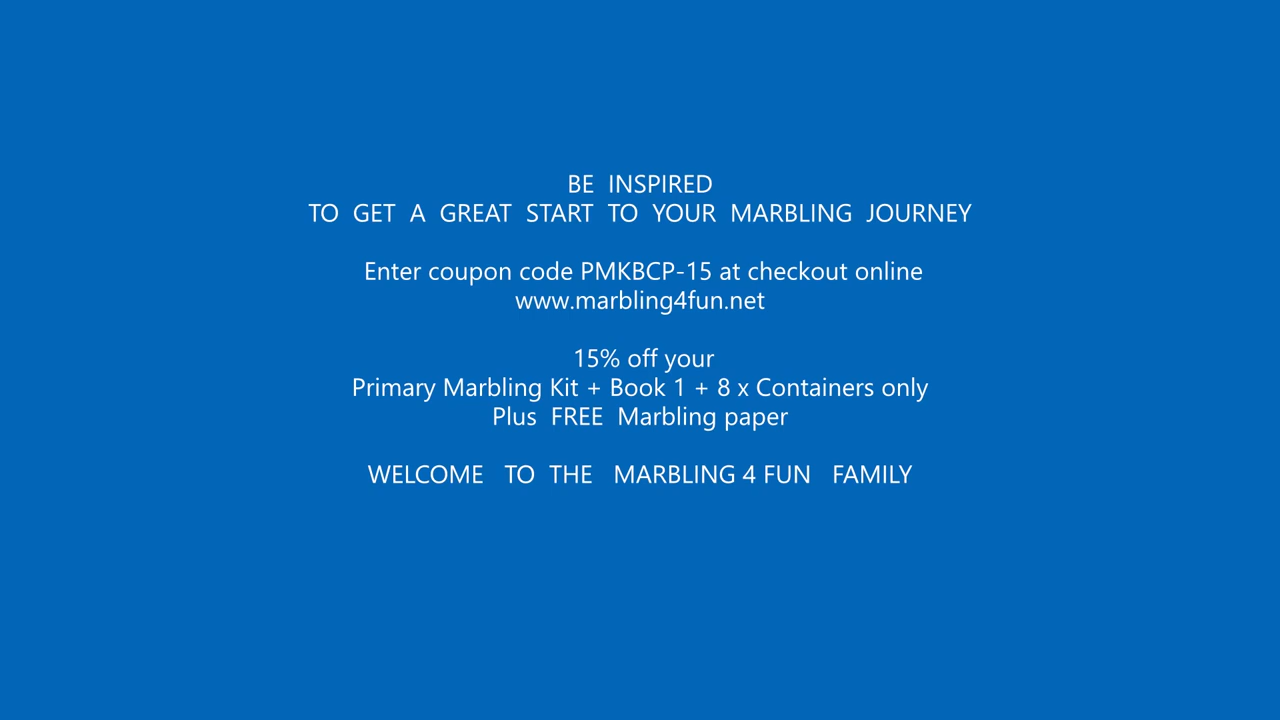 BE INSPIRED
TO GET A GREAT START TO YOUR MARBLING JOURNEY
Enter coupon code PMKBCP-15 at checkout online
www.marbling4fun.net
15% off your
Primary Marbling Kit + Book 1 + 8 x Containers only
Plus FREE Marbling paper
WELCOME TO THE MARBLING 4 FUN FAMILY